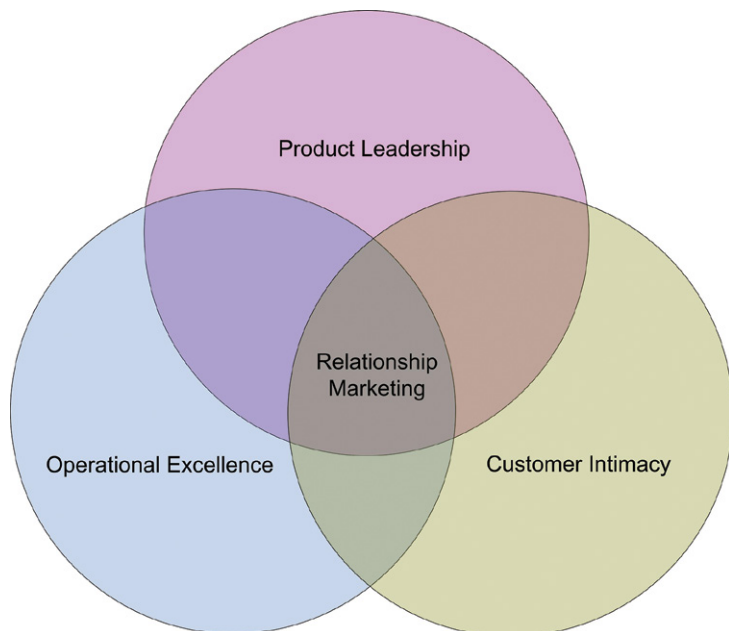 Product Leadership
Relationship
Marketing
Operational Excellence
Customer Intimacy